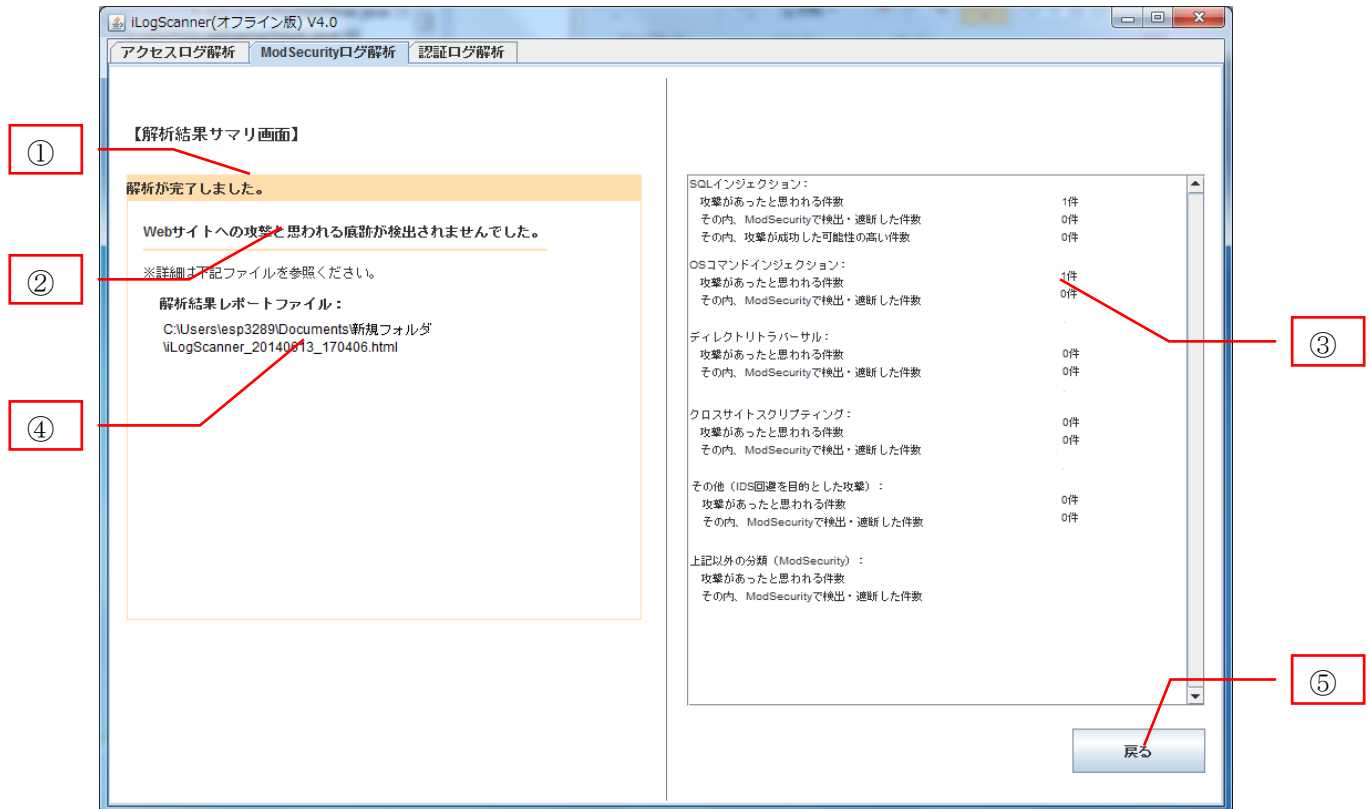 iLogScanner(オフライン版) V4.0
アクセスログ解析 ModSecurityログ解析 認証ログ解析
【解析結果サマリ画面】
①
解析が完了しました。
Webサイトへの攻撃と思われる痕跡が検出されませんでした。
②
※詳細は下記ファイルを参照ください。
解析結果レポートファイル：
C:\Users\esp3289\Documents\新規フォルダ
\iLogScanner_20140613_170406.html
④
SQLインジェクション：
攻撃があったと思われる件数 1件
その内、ModSecurityで検出・遮断した件数 0件
その内、攻撃が成功した可能性の高い件数 0件
OSコマンドインジェクション：
攻撃があったと思われる件数 1件
その内、ModSecurityで検出・遮断した件数 0件
③
ディレクトリトラバーサル：
攻撃があったと思われる件数 0件
その内、ModSecurityで検出・遮断した件数 0件
クロスサイトスクリプティング：
攻撃があったと思われる件数 0件
その内、ModSecurityで検出・遮断した件数 0件
その他（IDS回避を目的とした攻撃）：
攻撃があったと思われる件数 0件
その内、ModSecurityで検出・遮断した件数 0件
上記以外の分類（ModSecurity）：
攻撃があったと思われる件数
その内、ModSecurityで検出・遮断した件数
⑤
戻る